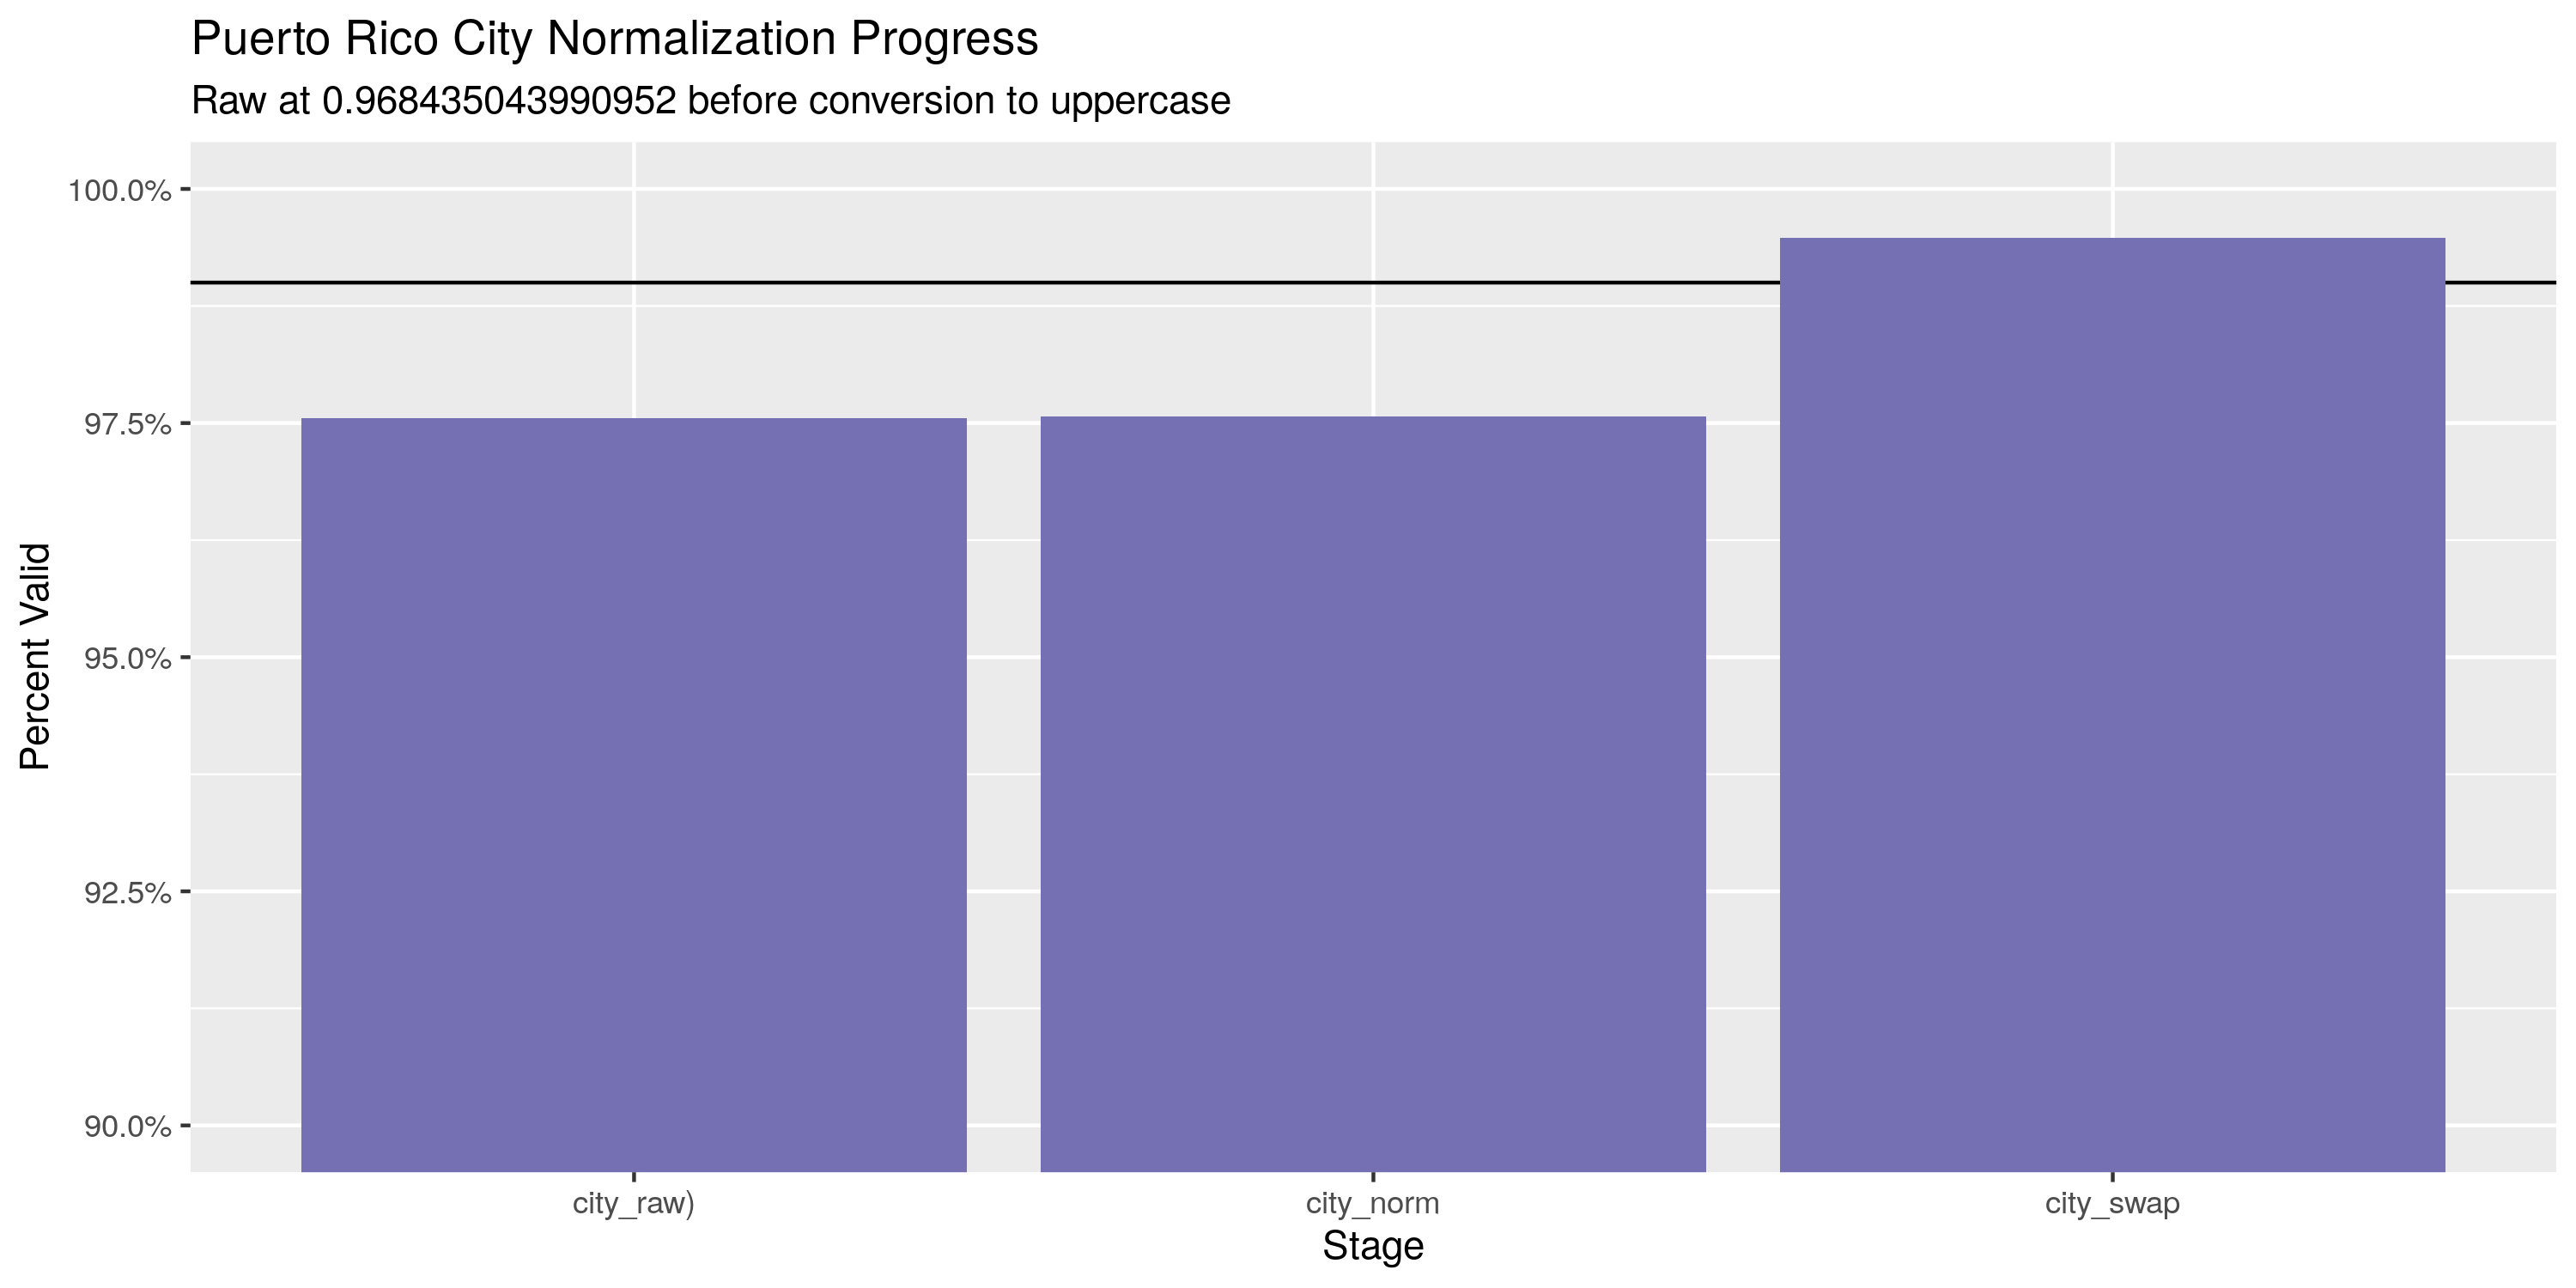 Puerto Rico City Normalization Progress
Raw at 0.968435043990952 before conversion to uppercase
Percent Valid
100.0%
97.5%
95.0%
92.5%
90.0%
city_raw)
city_norm
city_swap
Stage